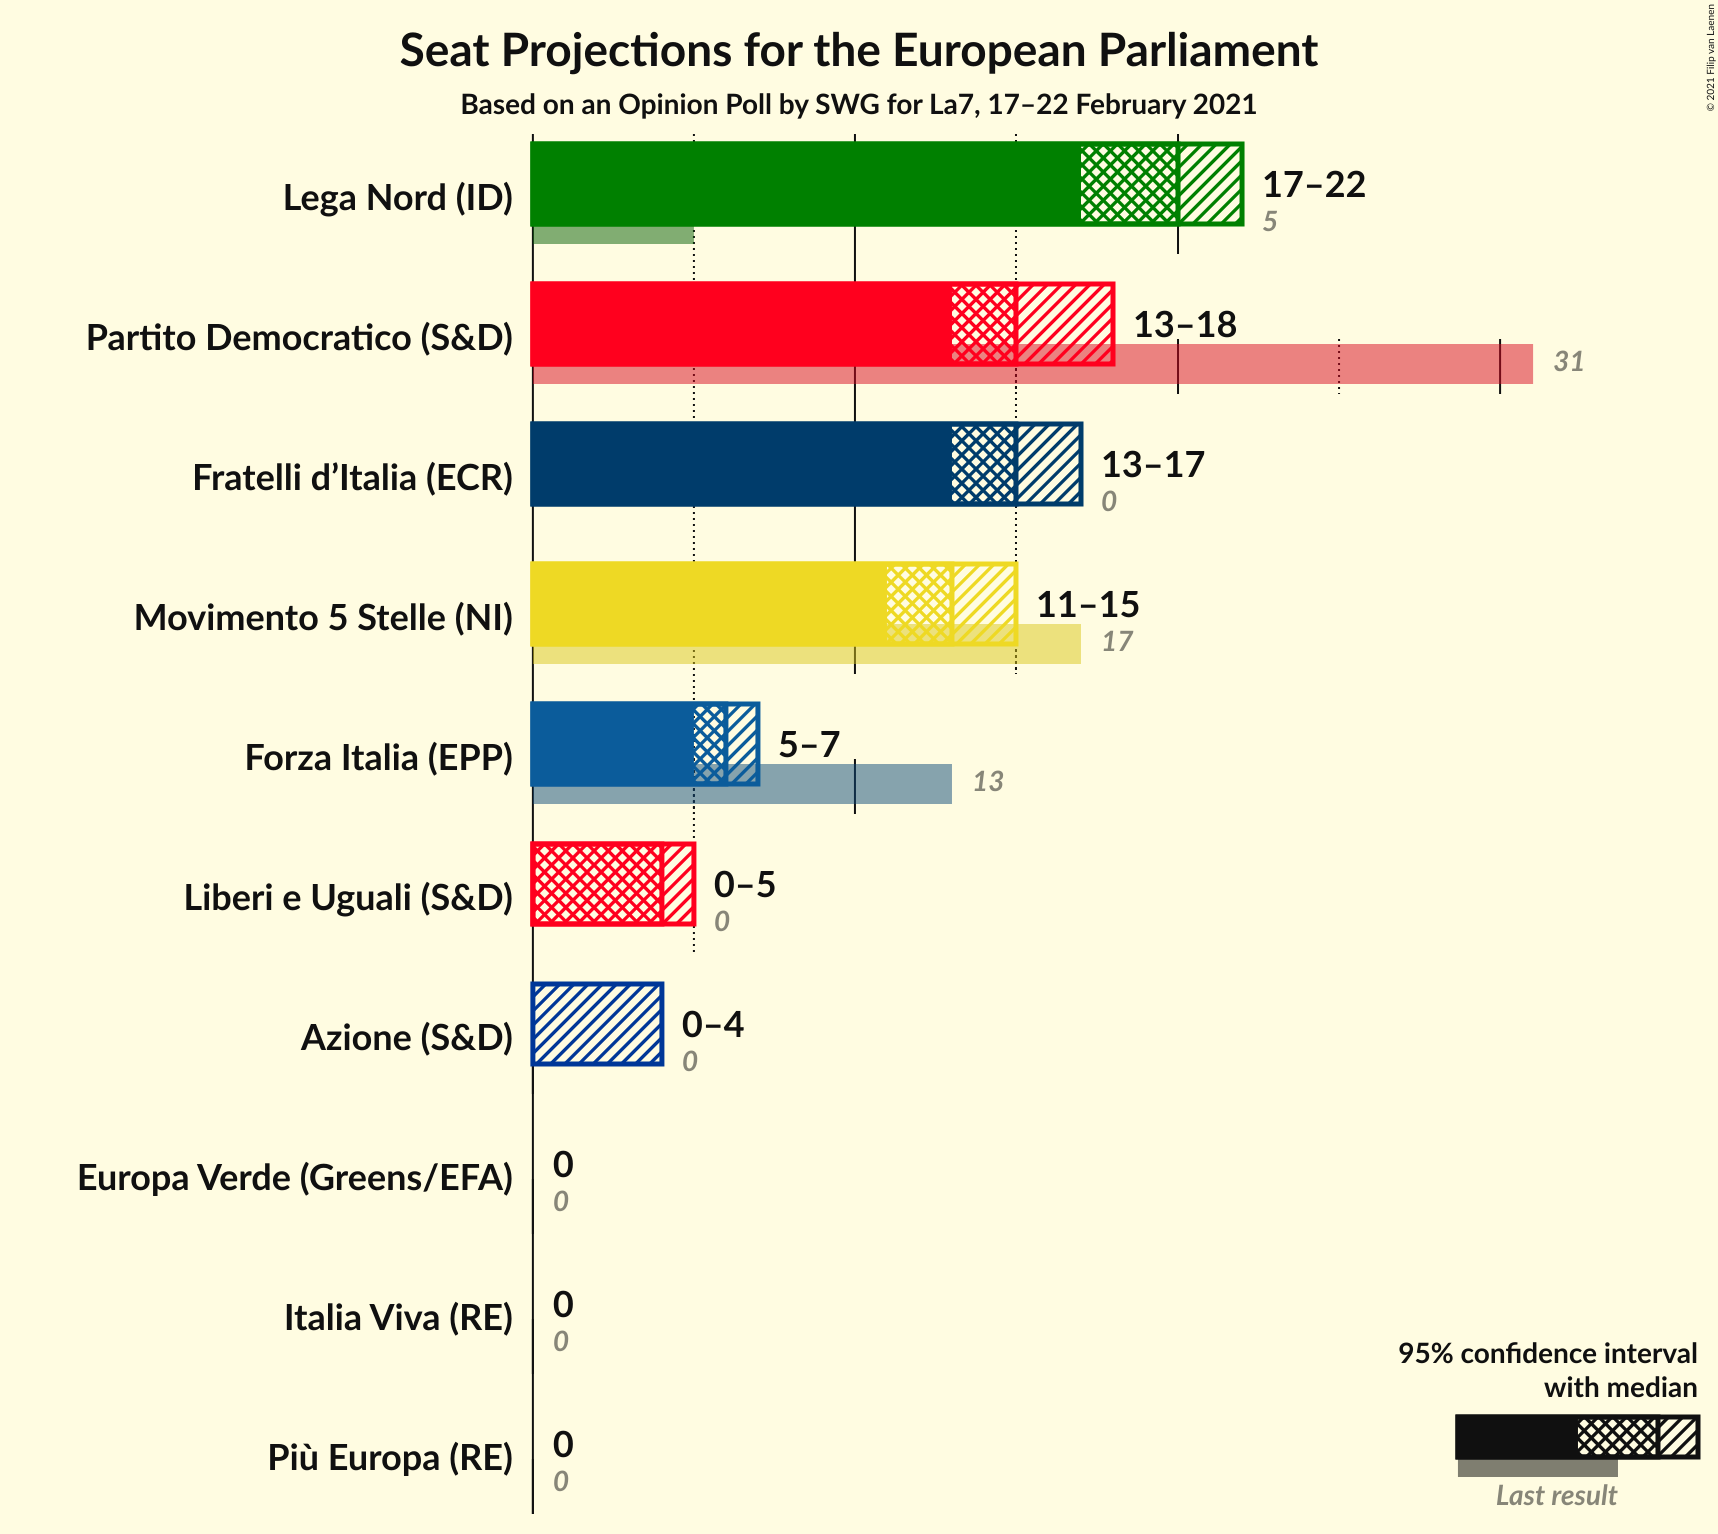 Seat Projections for the European Parliament
Based on an Opinion Poll by SWG for La7, 17–22 February 2021
© 2021 Filip van Laenen
Lega Nord (ID)
17–22
5
Partito Democratico (S&D)
13–18
31
Fratelli d’Italia (ECR)
13–17
0
Movimento 5 Stelle (NI)
11–15
17
Forza Italia (EPP)
5–7
13
Liberi e Uguali (S&D)
0–5
0
Azione (S&D)
0–4
0
Europa Verde (Greens/EFA)
0
0
Italia Viva (RE)
0
0
Più Europa (RE)
0
0
95% confidence interval
with median
Last result